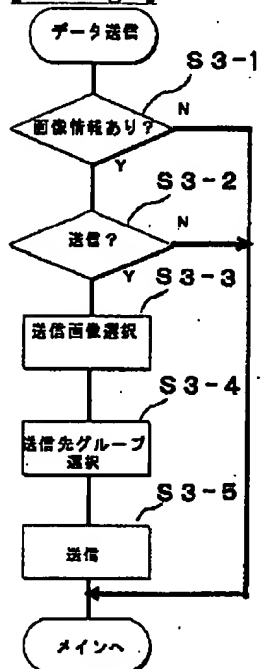 データ送信
S3-1
画像情報あり?
N
Y
S3-2
送信?
N
Y
S3-3
送信画像選択
S3-4
送信先グループ
選択
S3-5
送信
メインへ